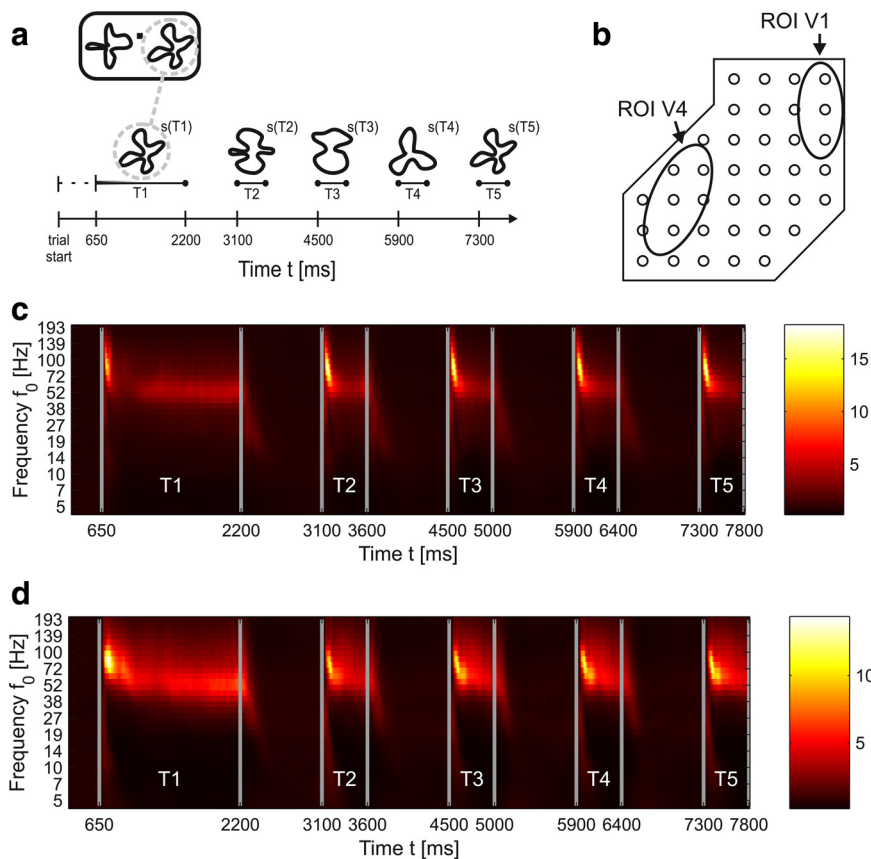 a
s(T1)
s(T2)
s(T3)
s(T4)
s(T5)
T1
T2
T3
T4
T5
trial
start
650
2200
3100
4500
5900
7300
Time t [ms]
b
ROI V1
ROI V4
c
Frequency f0 [Hz]
193
139
100
72
52
38
27
19
14
10
7
5
T1
T2
T3
T4
T5
650
2200
3100
3600
4500
5000
5900
6400
7300
7800
Time t [ms]
15
10
5
d
Frequency f0 [Hz]
193
139
100
72
52
38
27
19
14
10
7
5
T1
T2
T3
T4
T5
650
2200
3100
3600
4500
5000
5900
6400
7300
7800
Time t [ms]
10
5